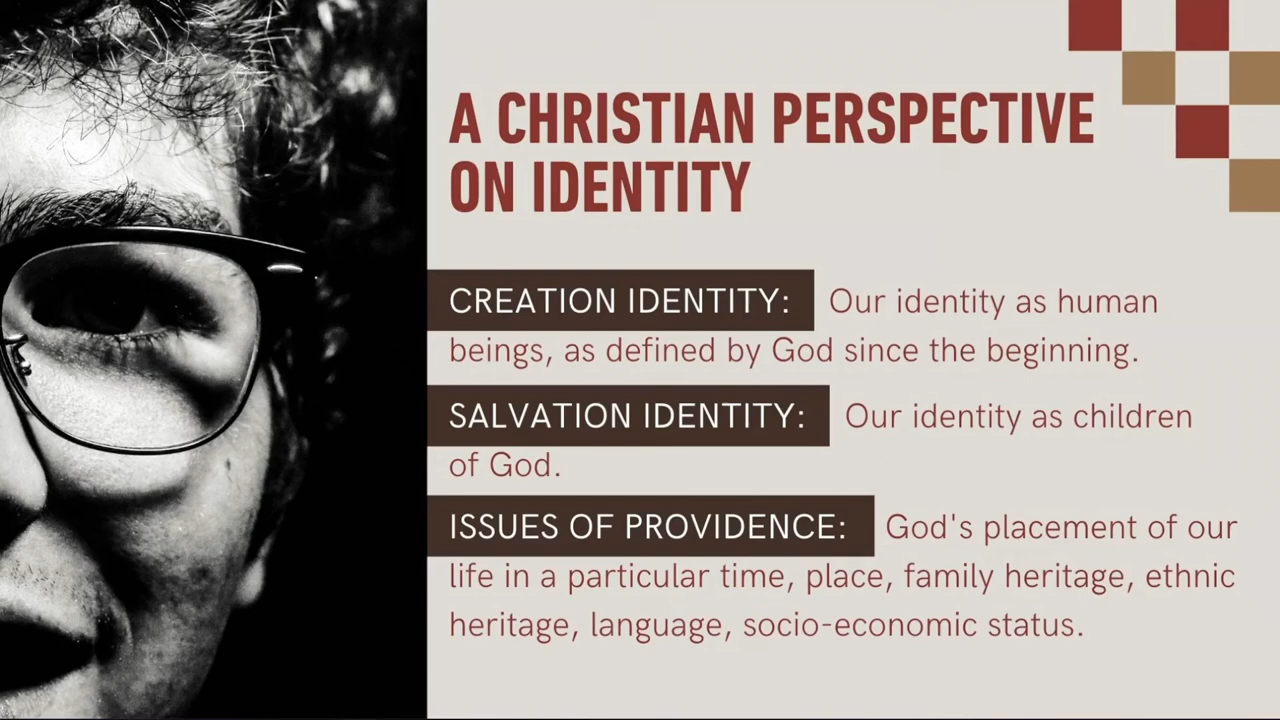 A CHRISTIAN PERSPECTIVE
ON IDENTITY
CREATION IDENTITY: Our identity as human
beings, as defined by God since the beginning.
SALVATION IDENTITY: Our identity as children
of God.
ISSUES OF PROVIDENCE: God's placement of our
life in a particular time, place, family heritage, ethnic
heritage, language, socio-economic status.